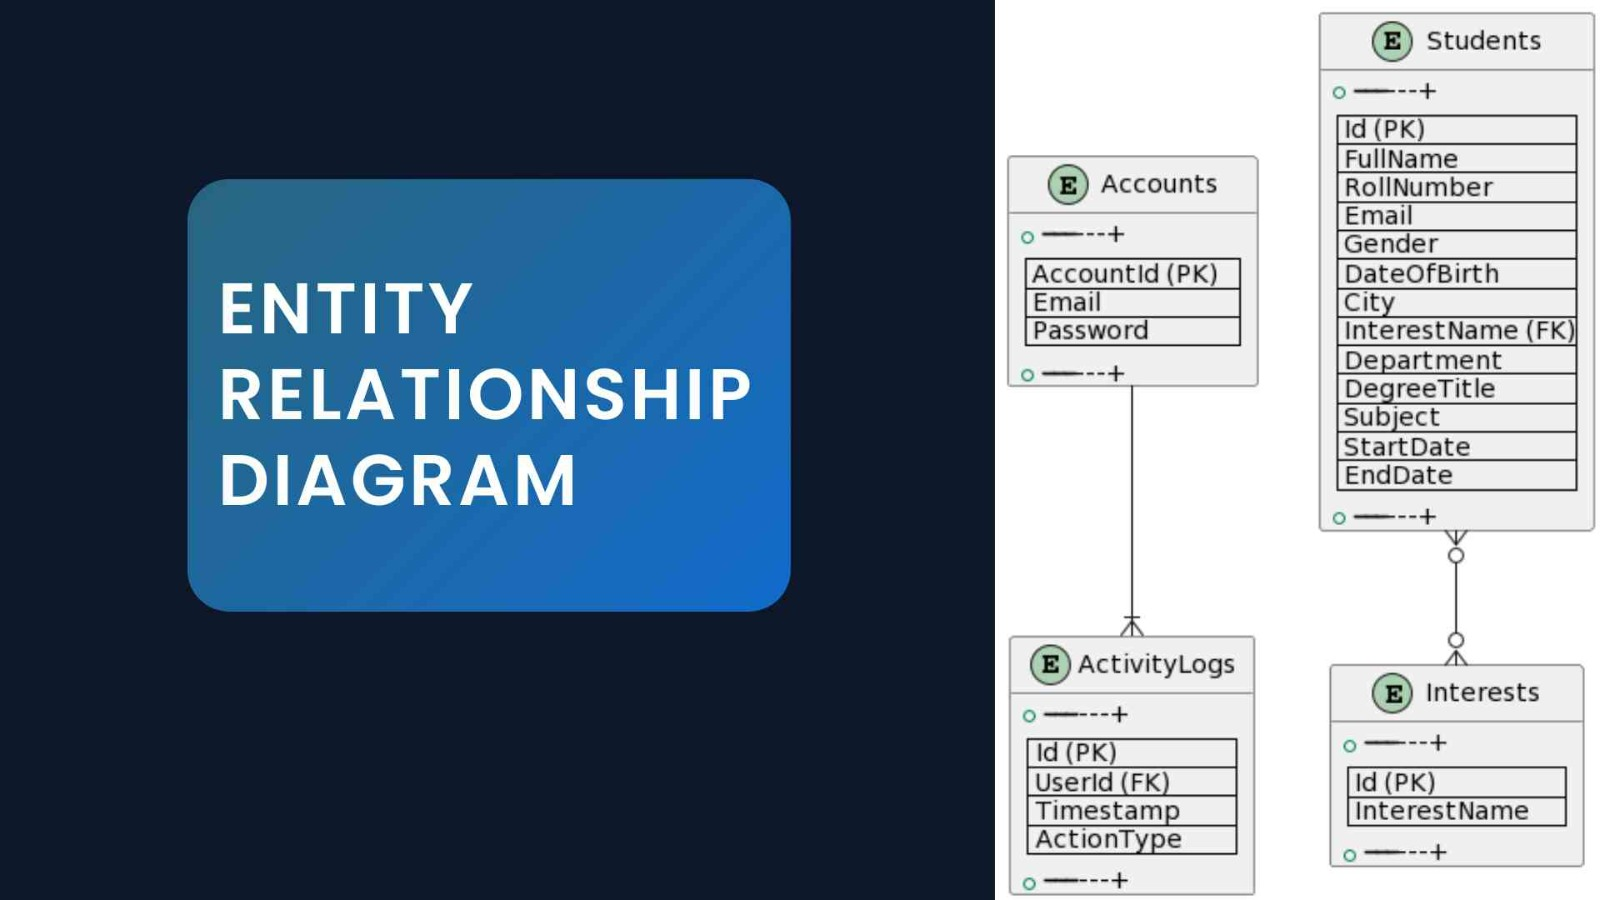 ENTITY
RELATIONSHIP
DIAGRAM
E Accounts
---+
AccountId (PK)
Email
Password
---+
E ActivityLogs
---+
Id (PK)
UserId (FK)
Timestamp
ActionType
---+
E Students
---+
Id (PK)
FullName
RollNumber
Email
Gender
DateOfBirth
City
InterestName (FK)
Department
DegreeTitle
Subject
StartDate
EndDate
---+
E Interests
---+
Id (PK)
InterestName
---+